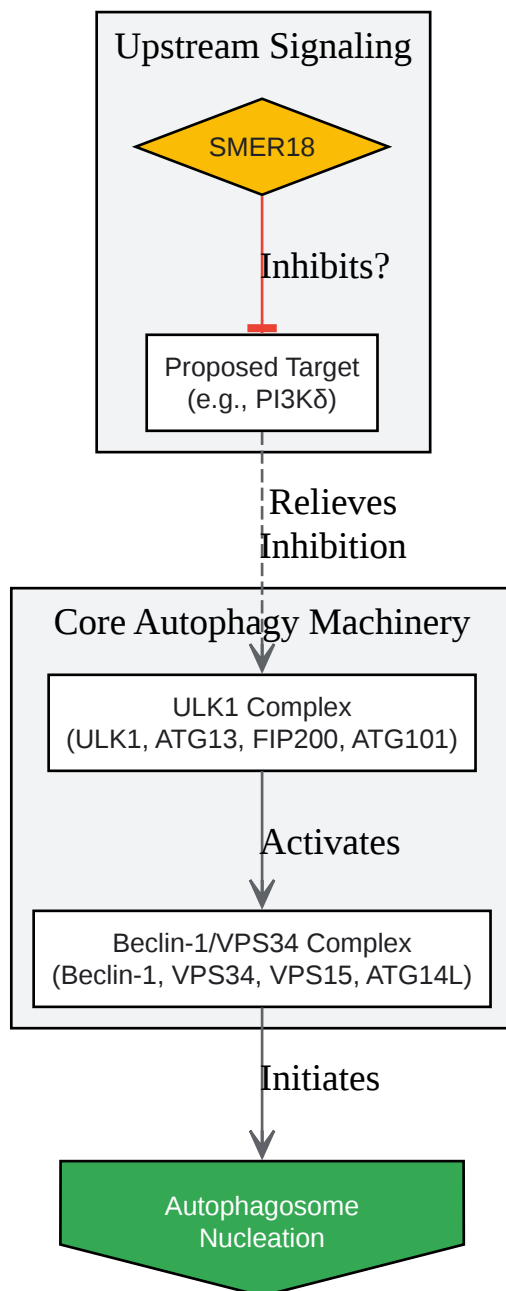 Upstream Signaling
SMER18
Inhibits?
Proposed Target
(e.g., PI3Kδ)
Relieves
Inhibition
Core Autophagy Machinery
ULK1 Complex
(ULK1, ATG13, FIP200, ATG101)
Activates
Beclin-1/VPS34 Complex
(Beclin-1, VPS34, VPS15, ATG14L)
Initiates
Autophagosome
Nucleation